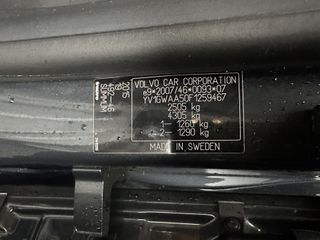 VOLVO CAR CORPORATION
e9*2007/46*0093*07
YV1GWAA50F1259467
2505 kg
4305 kg
1— 1260 kg
2— 1290 kg
MADE IN SWEDEN
2015